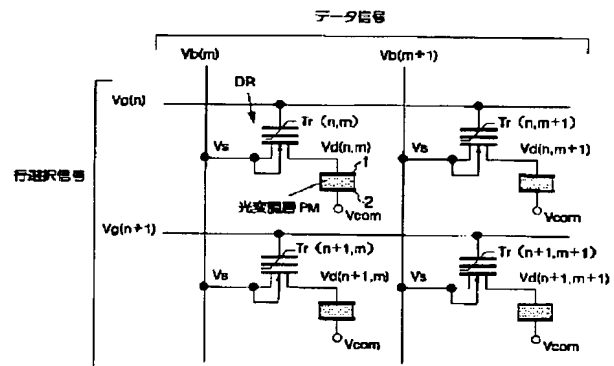 データ信号
Vb(m)
Vb(m+1)
DR
Vg(n)
Tr (n,m)
Tr (n,m+1)
Vs
Vd(n,m)
1
Vs
Vd(n,m+1)
行選択信号
2
光変調層 PM
Vcom
Vcom
Vg(n+1)
Tr (n+1,m)
Tr (n+1,m+1)
Vs
Vd(n+1,m)
Vs
Vd(n+1,m+1)
Vcom
Vcom